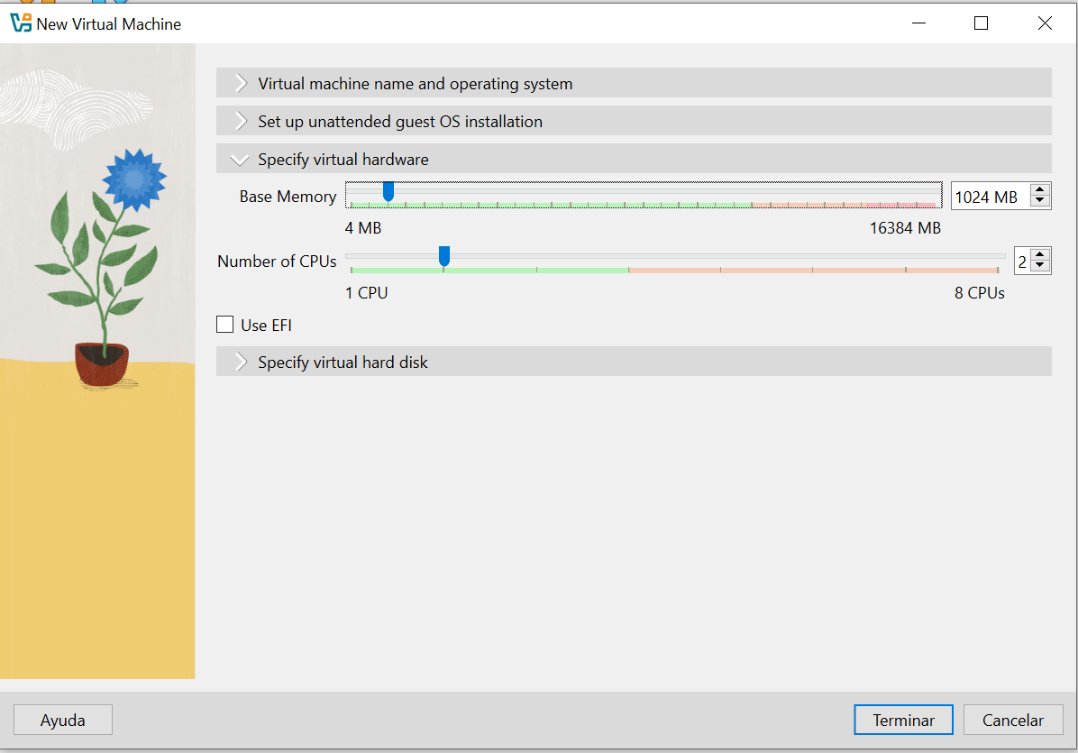 New Virtual Machine
Virtual machine name and operating system
Set up unattended guest OS installation
Specify virtual hardware
Base Memory 1024 MB
4 MB 16384 MB
Number of CPUs 2
1 CPU 8 CPUs
Use EFI
Specify virtual hard disk
Ayuda Terminar Cancelar